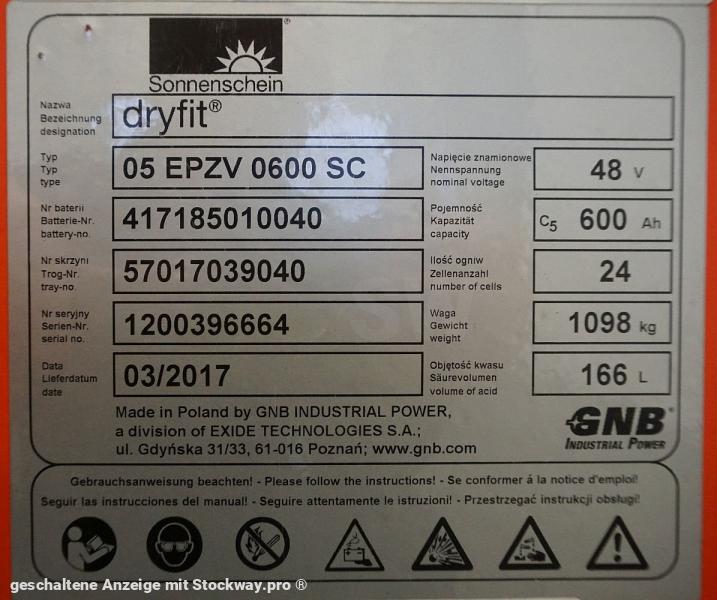 Sonnenschein
Nazwa
Bezeichnung
designation
dryfit®
Typ
Typ
type
05 EPZV 0600 SC
Napięcie znamionowe
Nennspannung
nominal voltage
48 V
Nr baterii
Batterie-Nr.
battery-no.
417185010040
Pojemność
Kapazität
capacity
C5 600 Ah
Nr skrzyni
Trog-Nr.
tray-no.
57017039040
Ilość ogniw
Zellenanzahl
number of cells
24
Nr seryjny
Serien-Nr.
serial no.
1200396664
Waga
Gewicht
weight
1098 kg
Data
Lieferdatum
date
03/2017
Objętość kwasu
Säurevolumen
volume of acid
166 L
Made in Poland by GNB INDUSTRIAL POWER,
a division of EXIDE TECHNOLOGIES S.A.;
ul. Gdyńska 31/33, 61-016 Poznań; www.gnb.com
GNB®
INDUSTRIAL POWER
Gebrauchsanweisung beachten! - Please follow the instructions! - Se conformer á la notice d'emploi!
Seguir las instrucciones del manual! - Seguire attentamente le istruzioni! - Przestrzegać instrukcji obsługi!
geschaltene Anzeige mit Stockway.pro ®